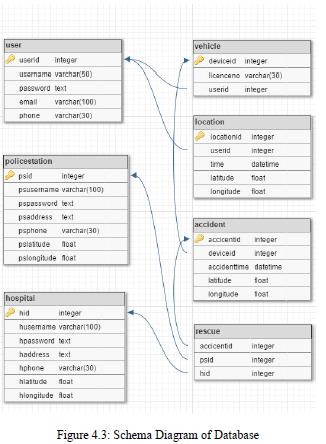 user
userid integer
username varchar(50)
password text
email varchar(100)
phone varchar(30)
policestation
psid integer
psusername varchar(100)
pspassword text
psaddress text
psphone varchar(30)
pslatitude float
pslongitude float
hospital
hid integer
husername varchar(100)
hpassword text
haddress text
hphone varchar(30)
hlatitude float
hlongitude float
vehicle
deviceid integer
licenceno varchar(30)
userid integer
location
locationid integer
userid integer
time datetime
latitude float
longitude float
accident
accicentid integer
deviceid integer
accidenttime datetime
latitude float
longitude float
rescue
accicentid integer
psid integer
hid integer
Figure 4.3: Schema Diagram of Database